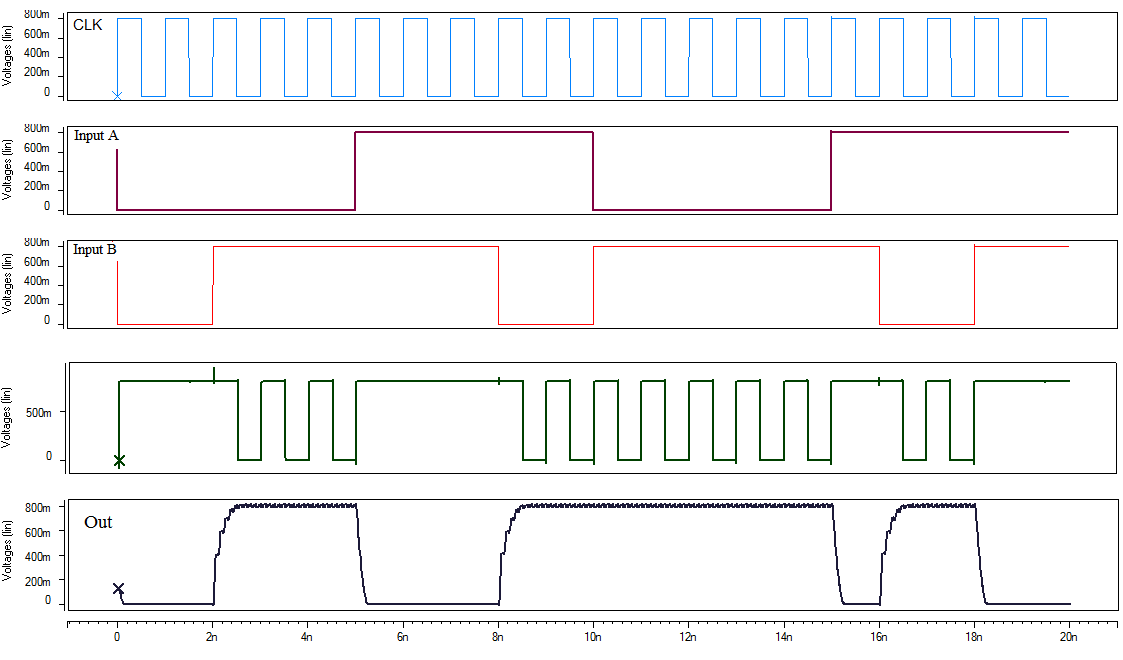 800m
CLK
600m
400m
200m
0
Voltages (lin)
800m
Input A
600m
400m
200m
0
Voltages (lin)
800m
Input B
600m
400m
200m
0
Voltages (lin)
500m
0
Voltages (lin)
800m
Out
600m
400m
200m
0
Voltages (lin)
0 2n 4n 6n 8n 10n 12n 14n 16n 18n 20n